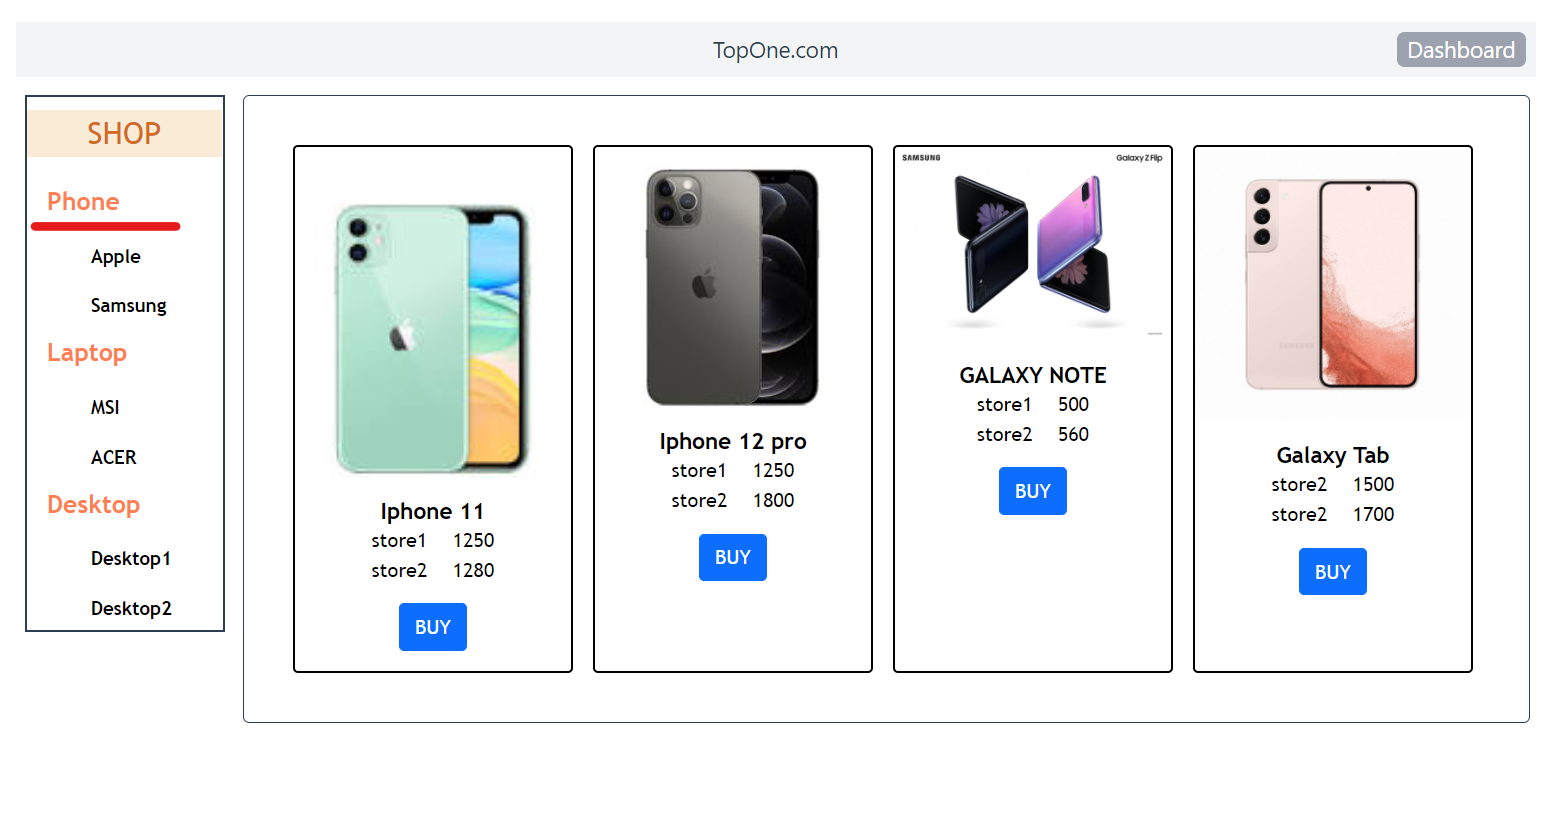 TopOne.com
Dashboard
SHOP
Phone
Apple
Samsung
Laptop
MSI
ACER
Desktop
Desktop1
Desktop2
Iphone 11
store1 1250
store2 1280
BUY
Iphone 12 pro
store1 1250
store2 1800
BUY
SAMSUNG
Galaxy Z Flip
GALAXY NOTE
store1 500
store2 560
BUY
SAMSUNG
Galaxy Tab
store2 1500
store2 1700
BUY